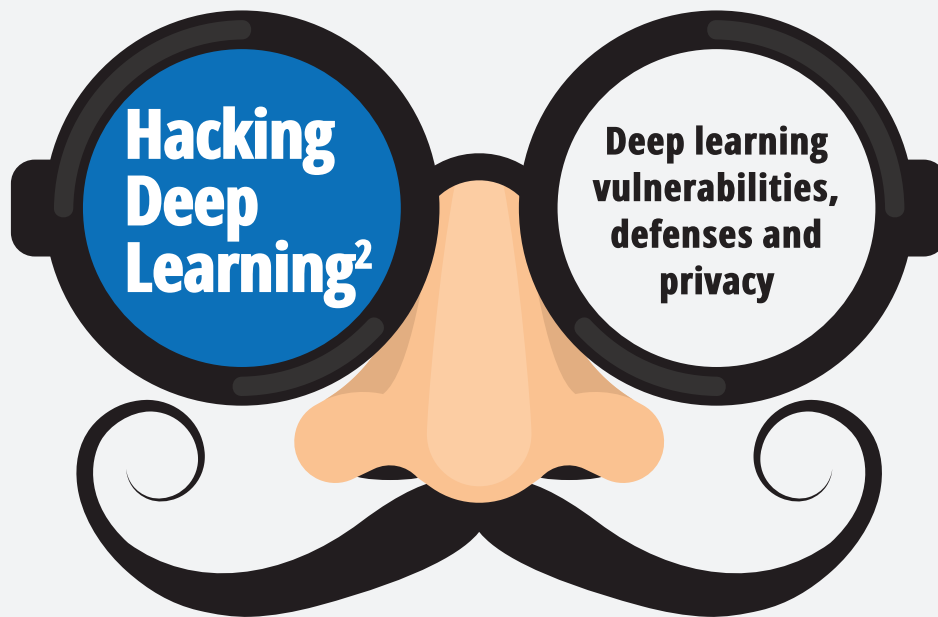 Hacking
Deep
Learning²
Deep learning
vulnerabilities,
defenses and
privacy